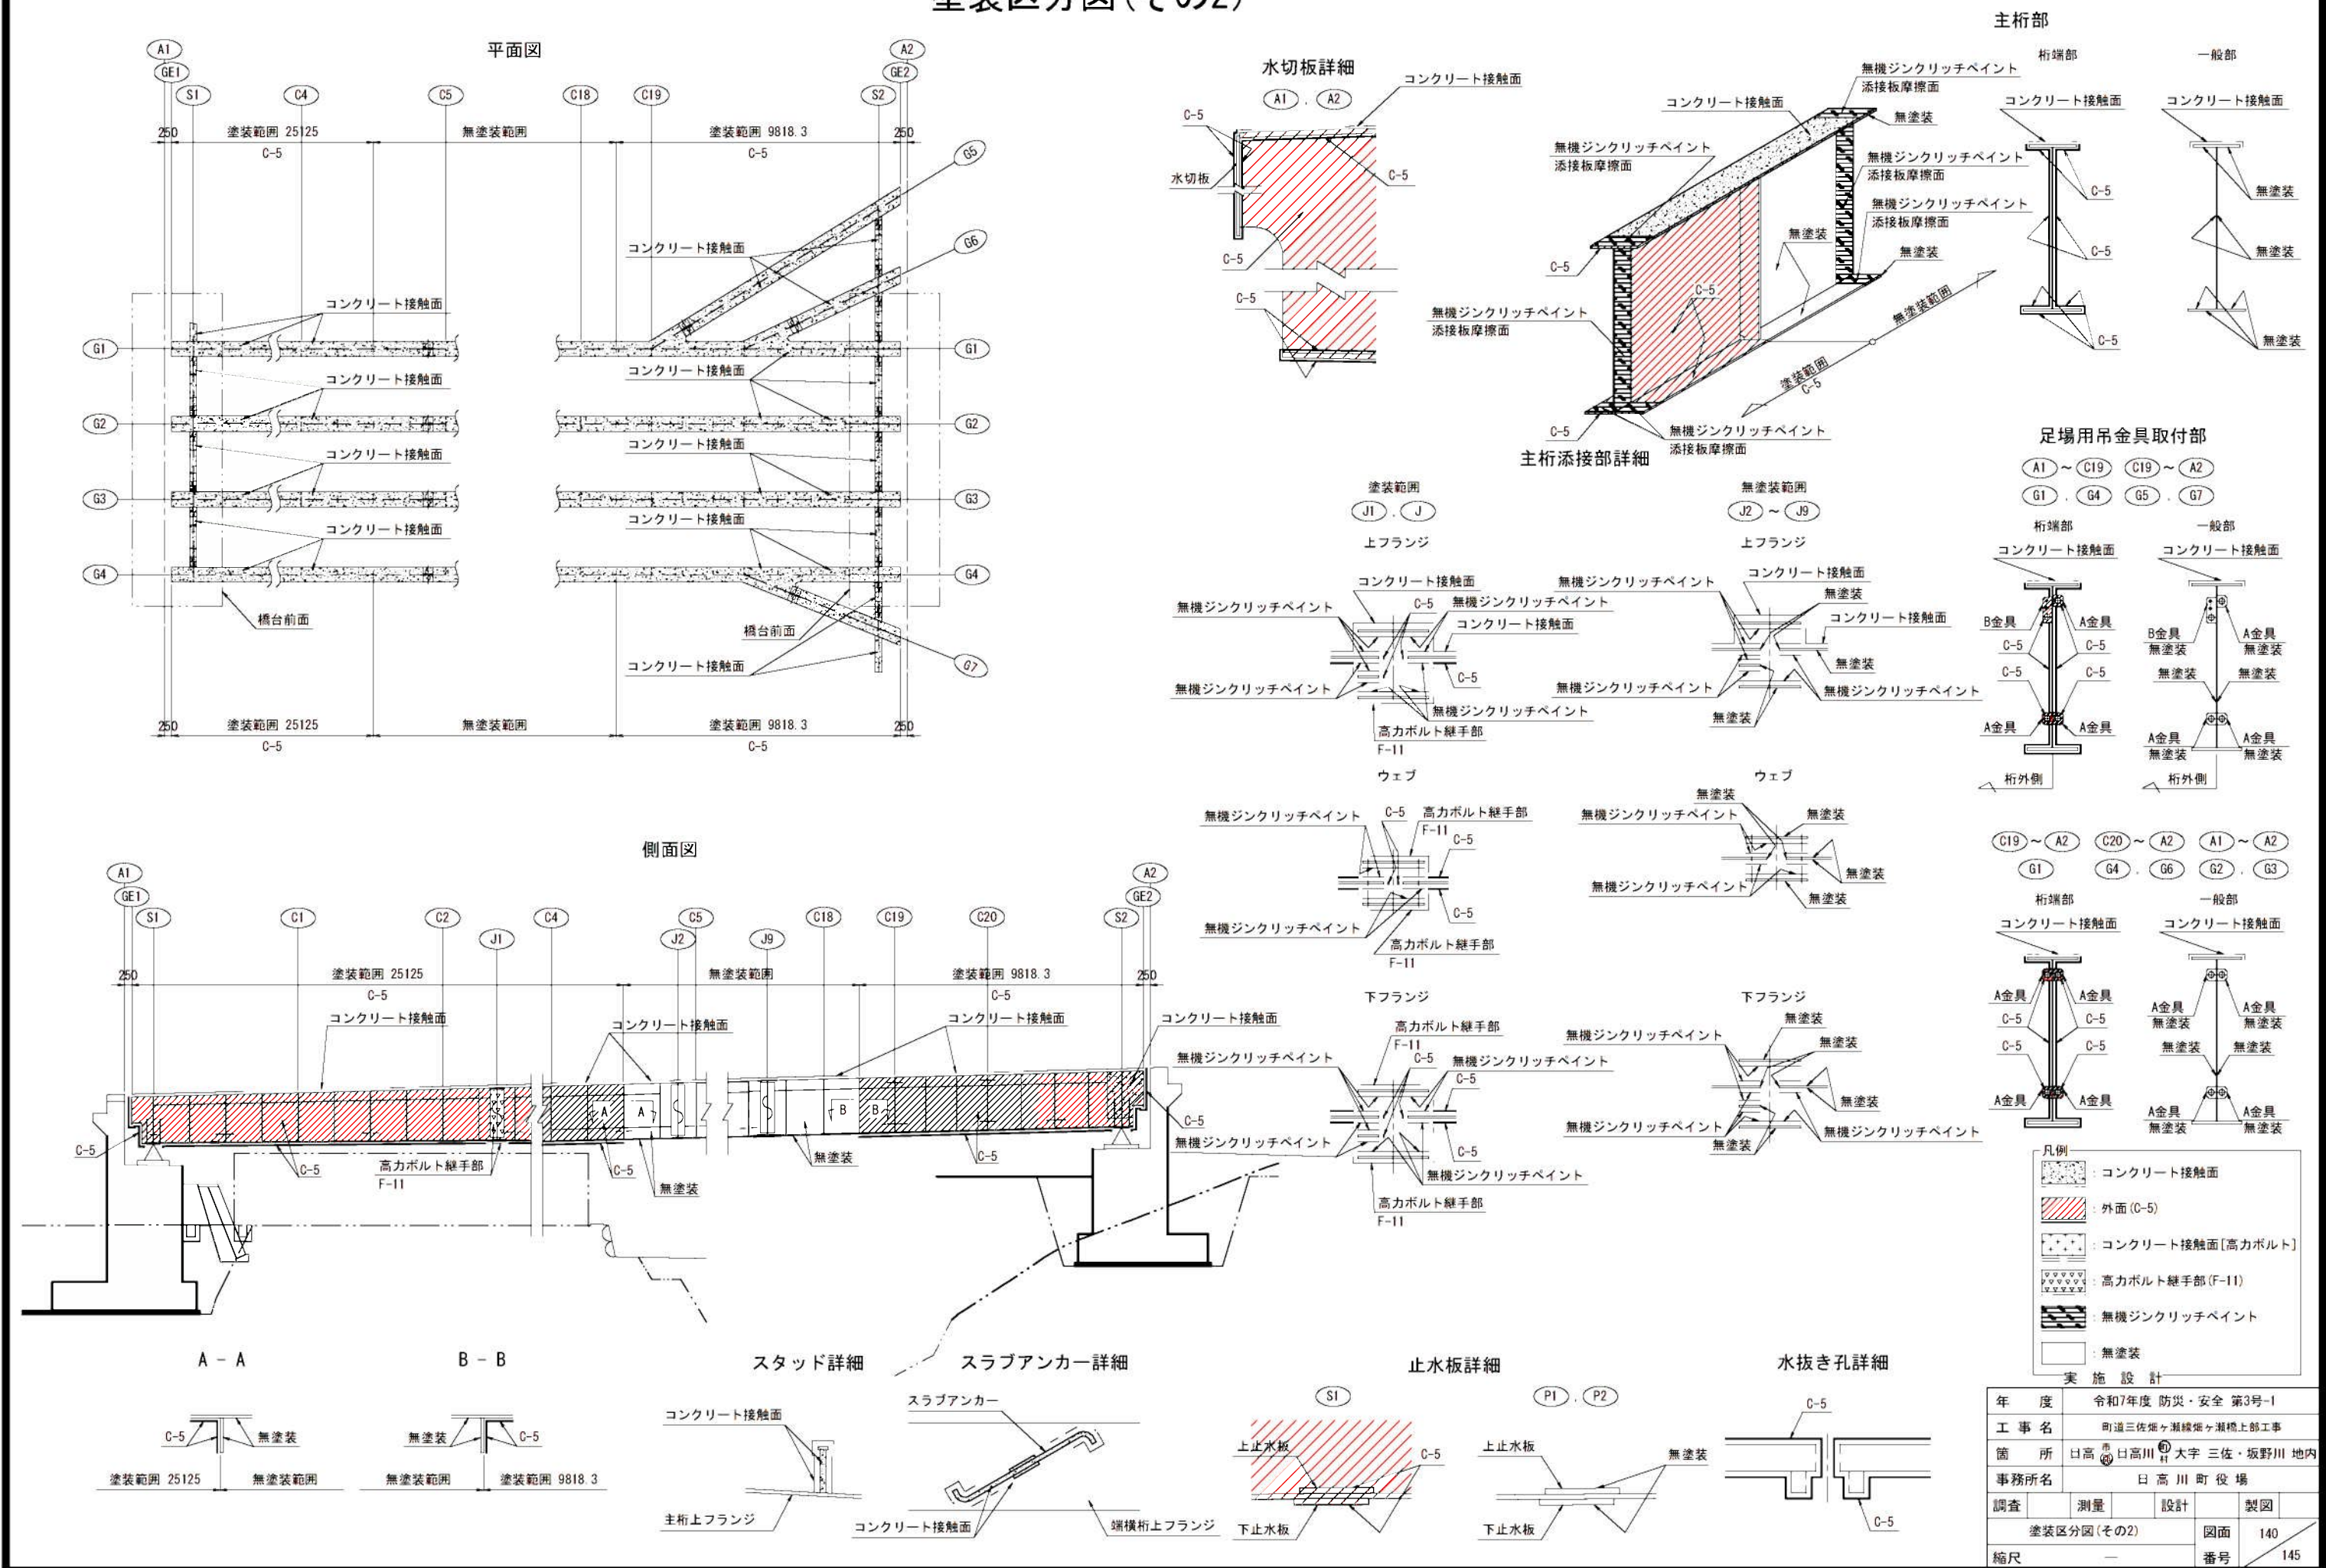 塗装区分図(その2)
平面図
A1
GE1
S1
C4
C5
C18
C19
S2
A2
GE2
250
塗装範囲 25125
C-5
無塗装範囲
塗装範囲 9818.3
C-5
250
G5
G6
コンクリート接触面
コンクリート接触面
G1
G1
コンクリート接触面
コンクリート接触面
G2
G2
コンクリート接触面
コンクリート接触面
G3
G3
コンクリート接触面
コンクリート接触面
G4
G4
橋台前面
橋台前面
コンクリート接触面
G7
250
塗装範囲 25125
C-5
無塗装範囲
塗装範囲 9818.3
C-5
250
側面図
A1
GE1
S1
C1
C2
J1
C4
J2
C5
J9
C18
C19
C20
S2
GE2
A2
250
塗装範囲 25125
C-5
無塗装範囲
塗装範囲 9818.3
C-5
250
コンクリート接触面
コンクリート接触面
コンクリート接触面
コンクリート接触面
A
A
B
B
C-5
C-5
高力ボルト継手部
F-11
C-5
無塗装
無塗装
C-5
C-5
A - A
C-5
無塗装
塗装範囲 25125
無塗装範囲
B - B
無塗装
C-5
無塗装範囲
塗装範囲 9818.3
スタッド詳細
コンクリート接触面
主桁上フランジ
スラブアンカー詳細
スラブアンカー
コンクリート接触面
端横桁上フランジ
止水板詳細
S1
上止水板
C-5
下止水板
P1 . P2
上止水板
無塗装
下止水板
水抜き孔詳細
C-5
C-5
水切板詳細
A1 . A2
コンクリート接触面
C-5
水切板
C-5
C-5
C-5
主桁添接部詳細
無機ジンクリッチペイント
添接板摩擦面
コンクリート接触面
無塗装
無機ジンクリッチペイント
添接板摩擦面
無機ジンクリッチペイント
添接板摩擦面
無機ジンクリッチペイント
添接板摩擦面
無塗装
無塗装
C-5
C-5
無機ジンクリッチペイント
添接板摩擦面
無塗装範囲
塗装範囲
C-5
C-5
無機ジンクリッチペイント
添接板摩擦面
塗装範囲
J1 . J
上フランジ
コンクリート接触面
無機ジンクリッチペイント
C-5
無機ジンクリッチペイント
コンクリート接触面
C-5
無機ジンクリッチペイント
無機ジンクリッチペイント
高力ボルト継手部
F-11
ウェブ
無機ジンクリッチペイント
C-5
高力ボルト継手部
F-11
C-5
C-5
無機ジンクリッチペイント
高力ボルト継手部
F-11
下フランジ
高力ボルト継手部
F-11
無機ジンクリッチペイント
C-5
無機ジンクリッチペイント
C-5
無機ジンクリッチペイント
C-5
無機ジンクリッチペイント
高力ボルト継手部
F-11
無塗装範囲
J2 ~ J9
上フランジ
コンクリート接触面
無機ジンクリッチペイント
無塗装
コンクリート接触面
無塗装
無機ジンクリッチペイント
無機ジンクリッチペイント
無塗装
ウェブ
無塗装
無機ジンクリッチペイント
無塗装
無塗装
無機ジンクリッチペイント
無塗装
下フランジ
無塗装
無機ジンクリッチペイント
無塗装
無塗装
無機ジンクリッチペイント
無機ジンクリッチペイント
無塗装
主桁部
桁端部
コンクリート接触面
C-5
C-5
C-5
一般部
コンクリート接触面
無塗装
無塗装
無塗装
足場用吊金具取付部
A1 ~ C19 C19 ~ A2
G1 . G4 G5 . G7
桁端部
コンクリート接触面
B金具
A金具
C-5
C-5
C-5
C-5
A金具
A金具
桁外側
一般部
コンクリート接触面
B金具
無塗装
A金具
無塗装
無塗装
無塗装
A金具
無塗装
A金具
無塗装
桁外側
C19 ~ A2 C20 ~ A2 A1 ~ A2
G1 G4 . G6 G2 . G3
桁端部
コンクリート接触面
A金具
A金具
C-5
C-5
C-5
C-5
A金具
A金具
一般部
コンクリート接触面
A金具
無塗装
A金具
無塗装
無塗装
無塗装
A金具
無塗装
A金具
無塗装
凡例
: コンクリート接触面
: 外面(C-5)
: コンクリート接触面[高力ボルト]
: 高力ボルト継手部(F-11)
: 無機ジンクリッチペイント
: 無塗装
実施設計
年度 令和7年度 防災・安全 第3号-1
工事名 町道三佐畑ヶ瀬線畑ヶ瀬橋上部工事
箇所 日高市郡日高川町村大字 三佐・坂野川 地内
事務所名 日高川町役場
調査 測量 設計 製図
塗装区分図(その2) 図面番号 140/145
縮尺 —